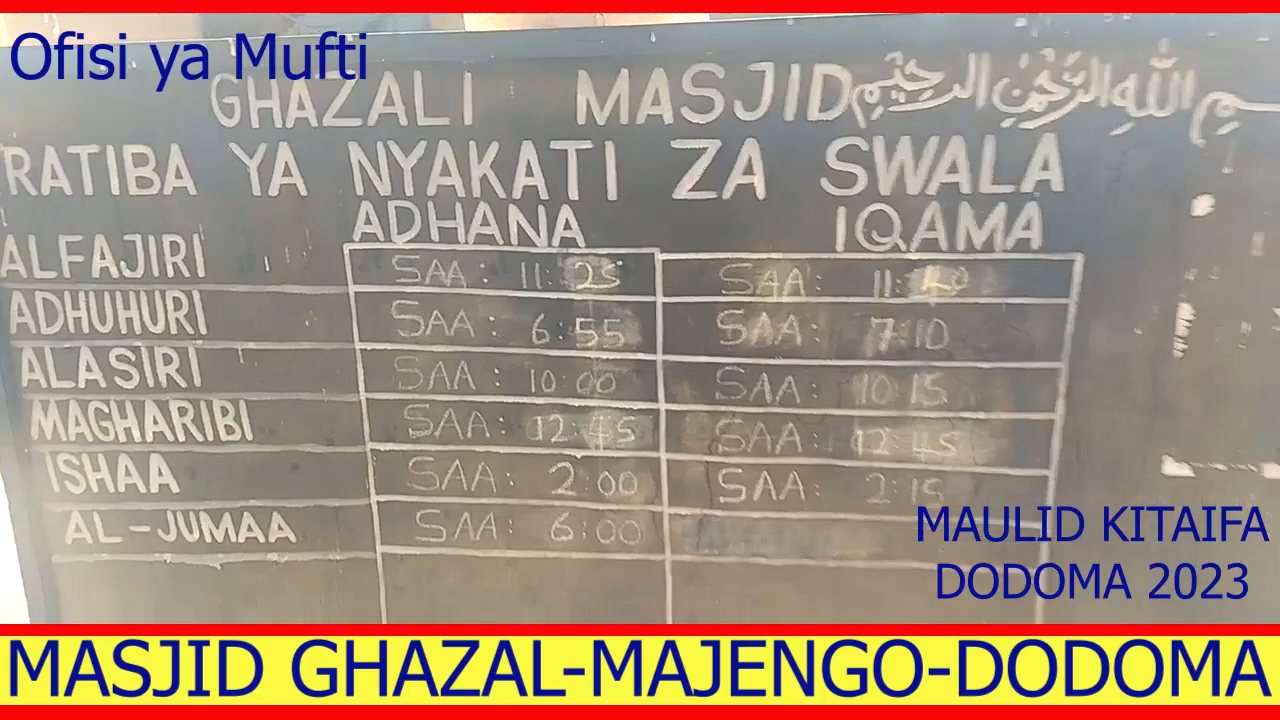 Ofisi ya Mufti
GHAZALI MASJID بسم الله الرحمن الرحيم
RATIBA YA NYAKATI ZA SWALA
ADHANA IQAMA
ALFAJIRI SAA: 11:25 SAA: 11:40
ADHUHURI SAA: 6:55 SAA: 7:10
ALASIRI SAA: 10:00 SAA: 10:15
MAGHARIBI SAA: 12:45 SAA: 12:45
ISHAA SAA: 2:00 SAA: 2:15
AL-JUMAA SAA: 6:00
MAULID KITAIFA
DODOMA 2023
MASJID GHAZAL-MAJENGO-DODOMA